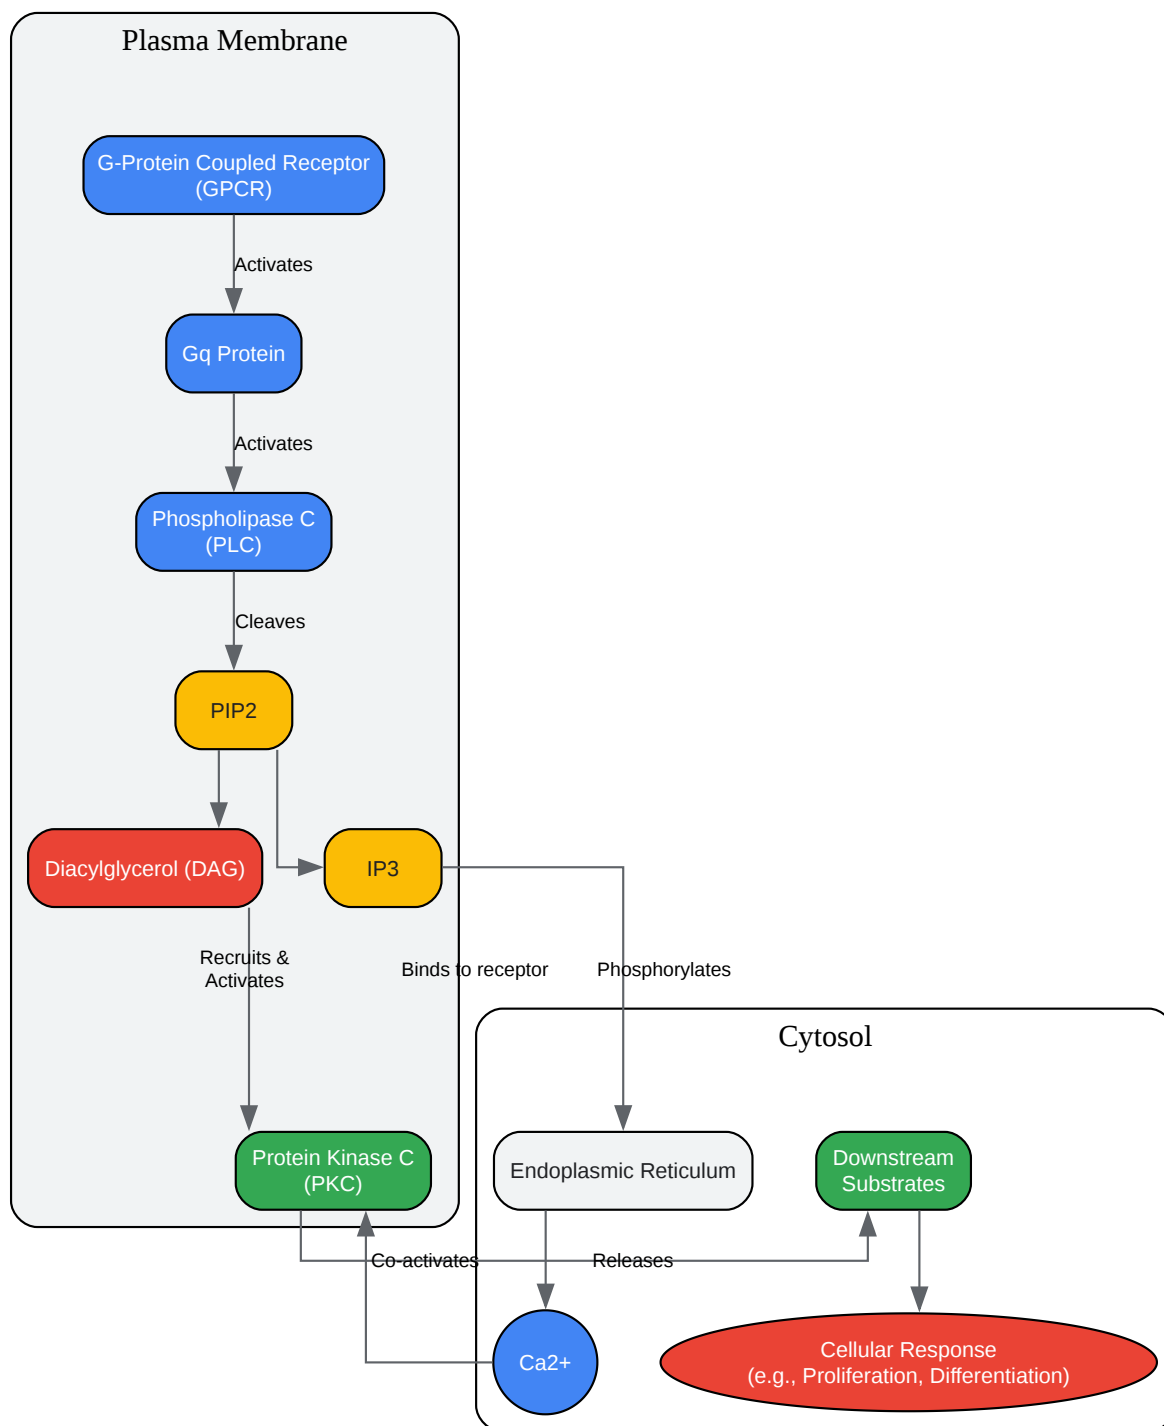 Plasma Membrane
G-Protein Coupled Receptor
(GPCR)
Activates
Gq Protein
Activates
Phospholipase C
(PLC)
Cleaves
PIP2
Diacylglycerol (DAG)
IP3
Recruits &
Activates
Binds to receptor
Phosphorylates
Cytosol
Protein Kinase C
(PKC)
Endoplasmic Reticulum
Downstream
Substrates
Co-activates
Releases
Ca2+
Cellular Response
(e.g., Proliferation, Differentiation)